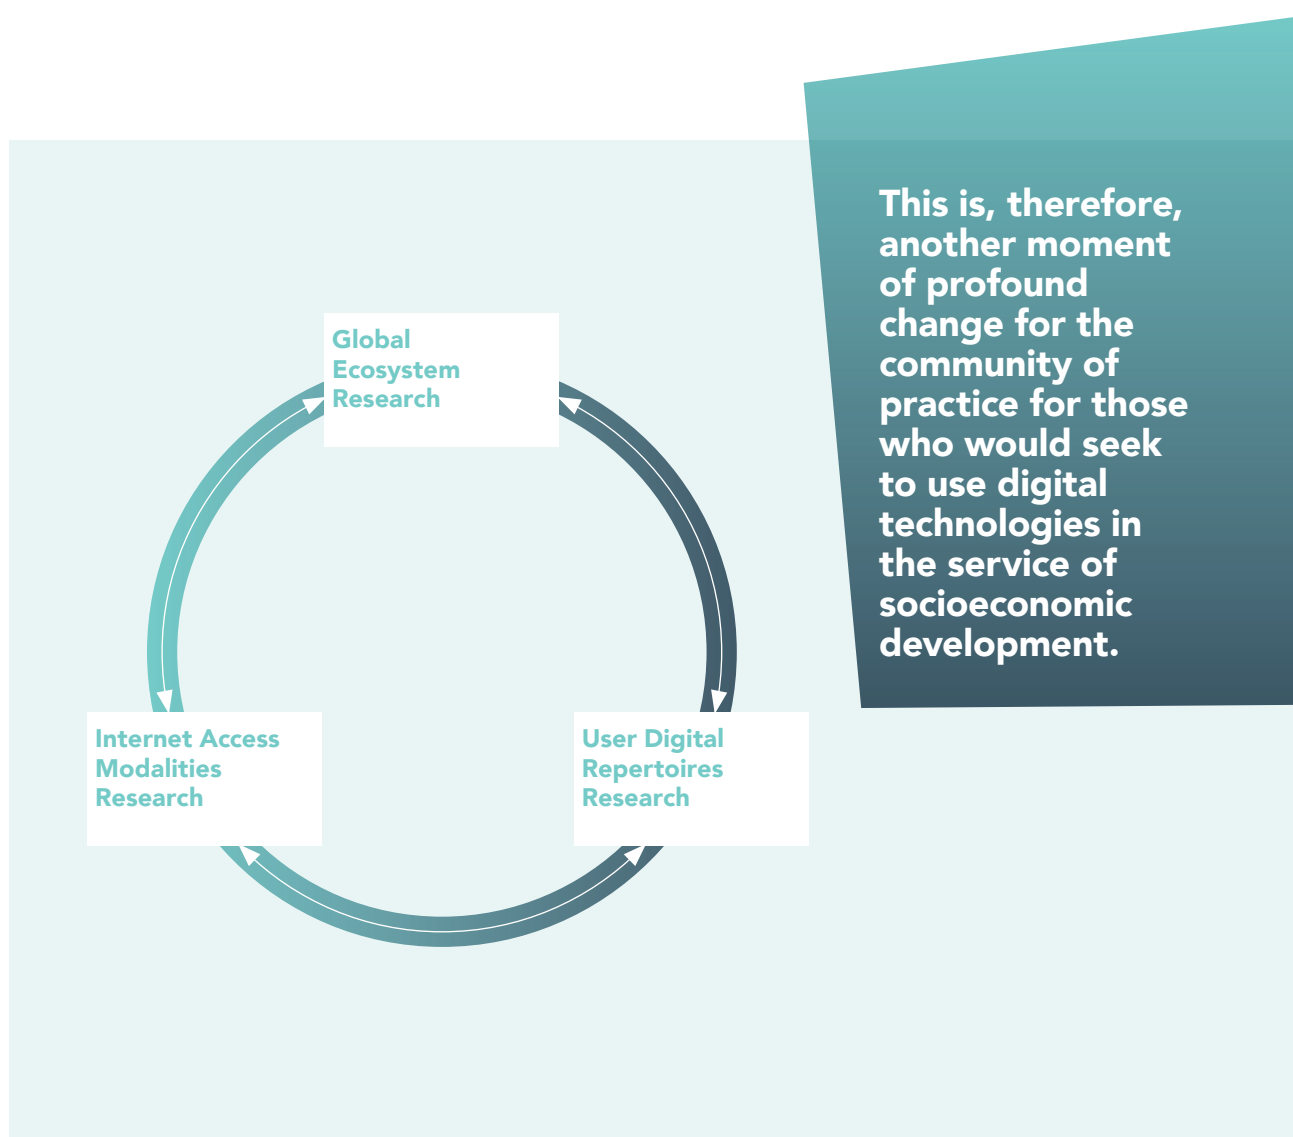 Global
Ecosystem
Research
Internet Access
Modalities
Research
User Digital
Repertoires
Research
This is, therefore,
another moment
of profound
change for the
community of
practice for those
who would seek
to use digital
technologies in
the service of
socioeconomic
development.